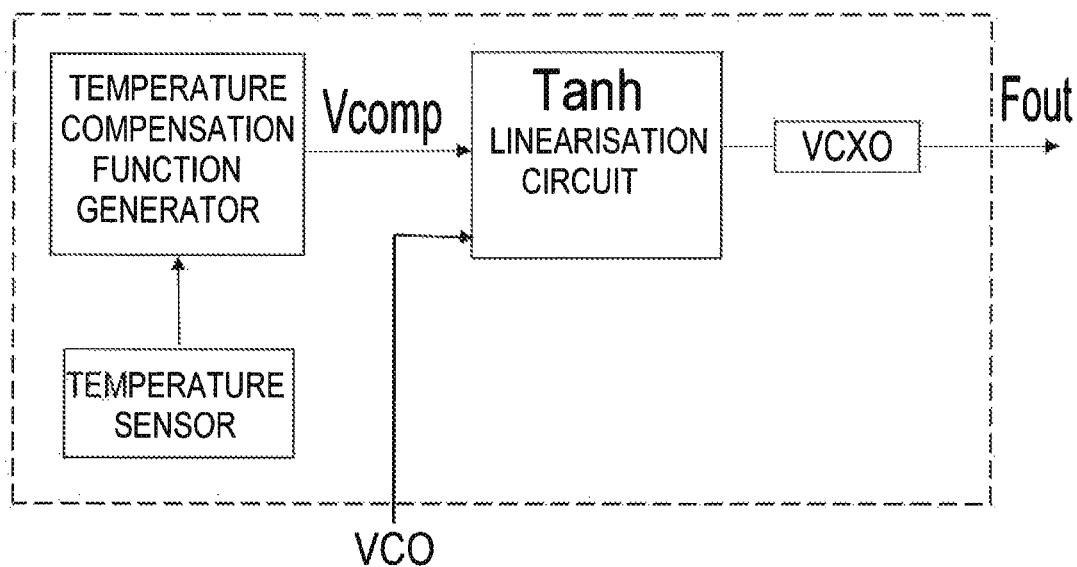 TEMPERATURE
COMPENSATION
FUNCTION
GENERATOR
Vcomp
Tanh
LINEARISATION
CIRCUIT
VCXO
Fout
TEMPERATURE
SENSOR
VCO